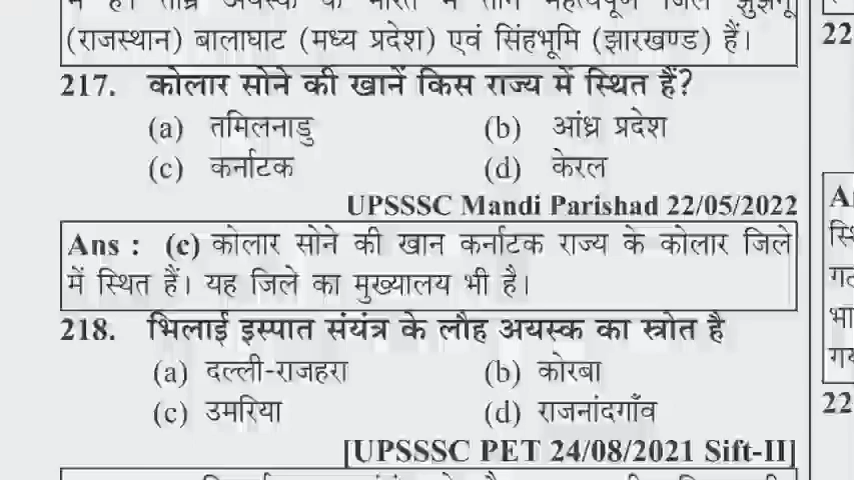 (राजस्थान) बालाघाट (मध्य प्रदेश) एवं सिंहभूमि (झारखण्ड) हैं।
217. कोलार सोने की खानें किस राज्य में स्थित हैं?
(a) तमिलनाडु (b) आंध्र प्रदेश
(c) कर्नाटक (d) केरल
UPSSSC Mandi Parishad 22/05/2022
Ans : (c) कोलार सोने की खान कर्नाटक राज्य के कोलार जिले
में स्थित हैं। यह जिले का मुख्यालय भी है।
218. भिलाई इस्पात संयंत्र के लौह अयस्क का स्त्रोत है
(a) दल्ली-राजहरा (b) कोरबा
(c) उमरिया (d) राजनांदगाँव
[UPSSSC PET 24/08/2021 Sift-II]
22
22